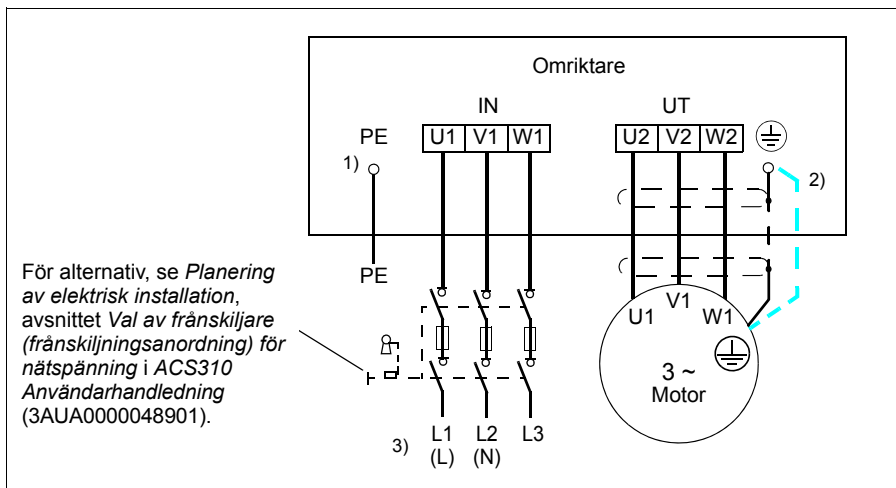 Omriktare
IN
UT
PE
U1 V1 W1
U2 V2 W2
1)
2)
PE
För alternativ, se Planering
av elektrisk installation,
avsnittet Val av frånskiljare
(frånskiljningsanordning) för
nätspänning i ACS310
Användarhandledning
(3AUA0000048901).
U1
V1
W1
3 ~
Motor
3)
L1
L2
L3
(L)
(N)